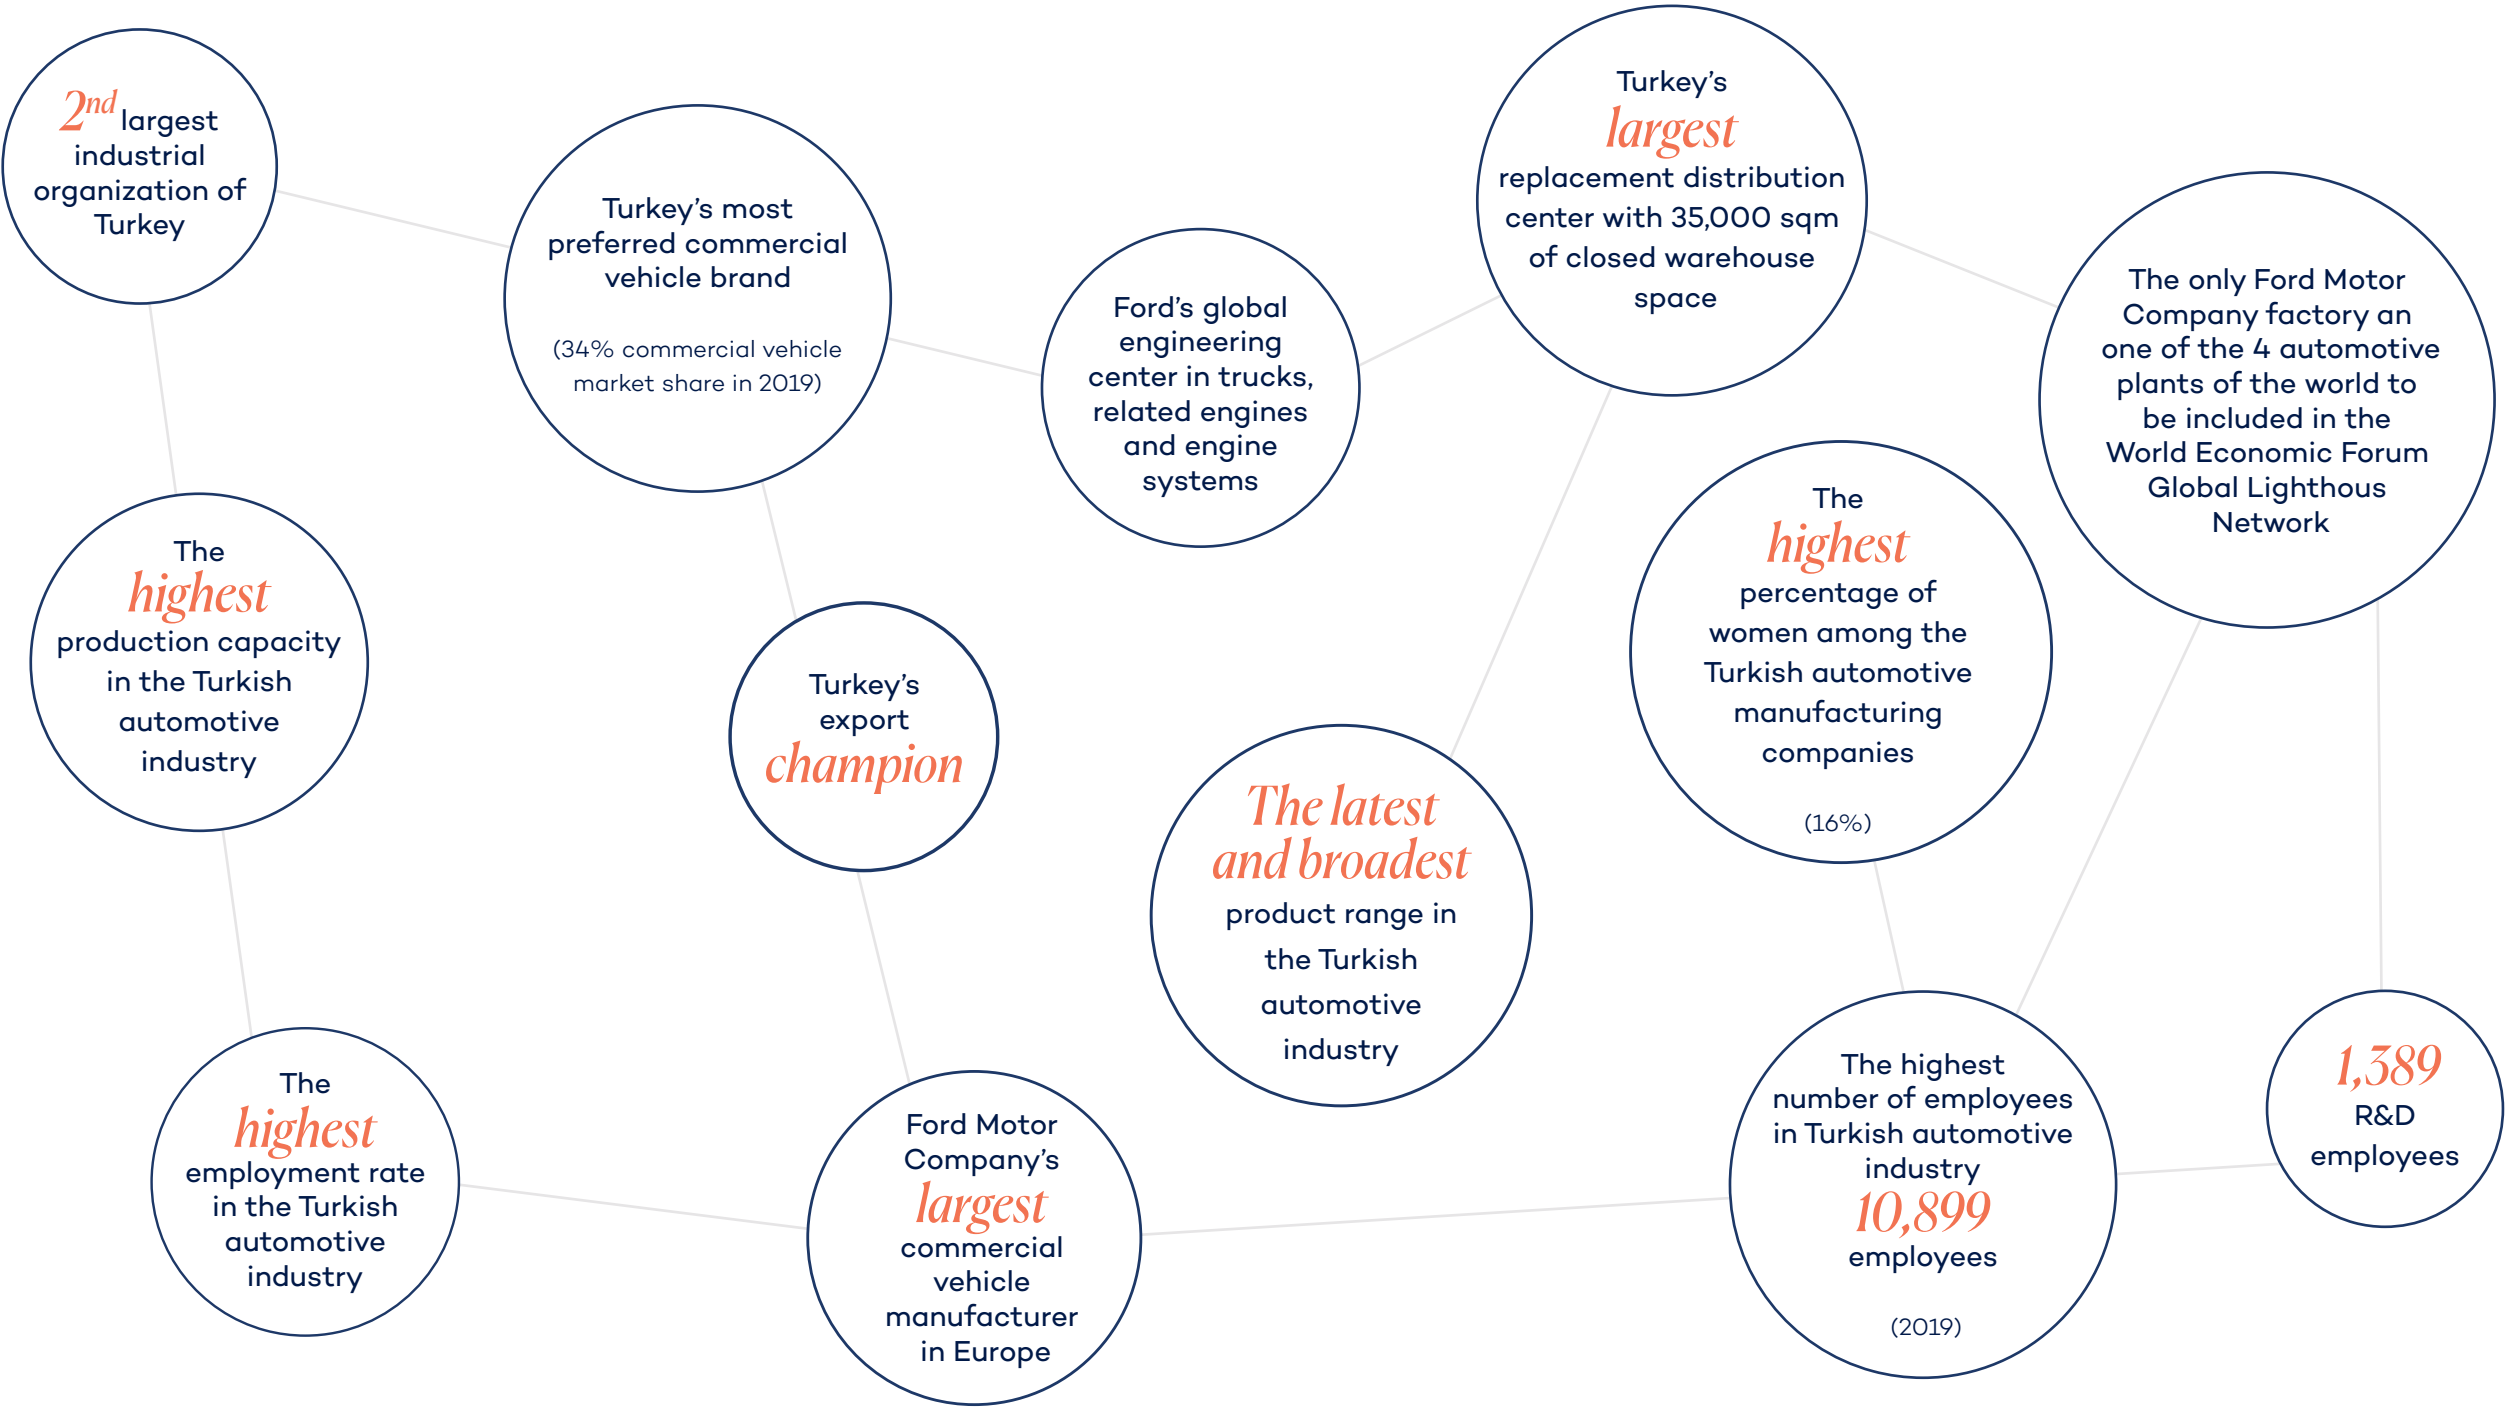 2nd largest
industrial
organization of
Turkey
Turkey's most
preferred commercial
vehicle brand
(34% commercial vehicle
market share in 2019)
Ford's global
engineering
center in trucks,
related engines
and engine
systems
Turkey's
largest
replacement distribution
center with 35,000 sqm
of closed warehouse
space
The only Ford Motor
Company factory an
one of the 4 automotive
plants of the world to
be included in the
World Economic Forum
Global Lighthous
Network
The
highest
production capacity
in the Turkish
automotive
industry
Turkey's
export
champion
The latest
and broadest
product range in
the Turkish
automotive
industry
The
highest
percentage of
women among the
Turkish automotive
manufacturing
companies
(16%)
The
highest
employment rate
in the Turkish
automotive
industry
Ford Motor
Company's
largest
commercial
vehicle
manufacturer
in Europe
The highest
number of employees
in Turkish automotive
industry
10,899
employees
(2019)
1,389
R&D
employees